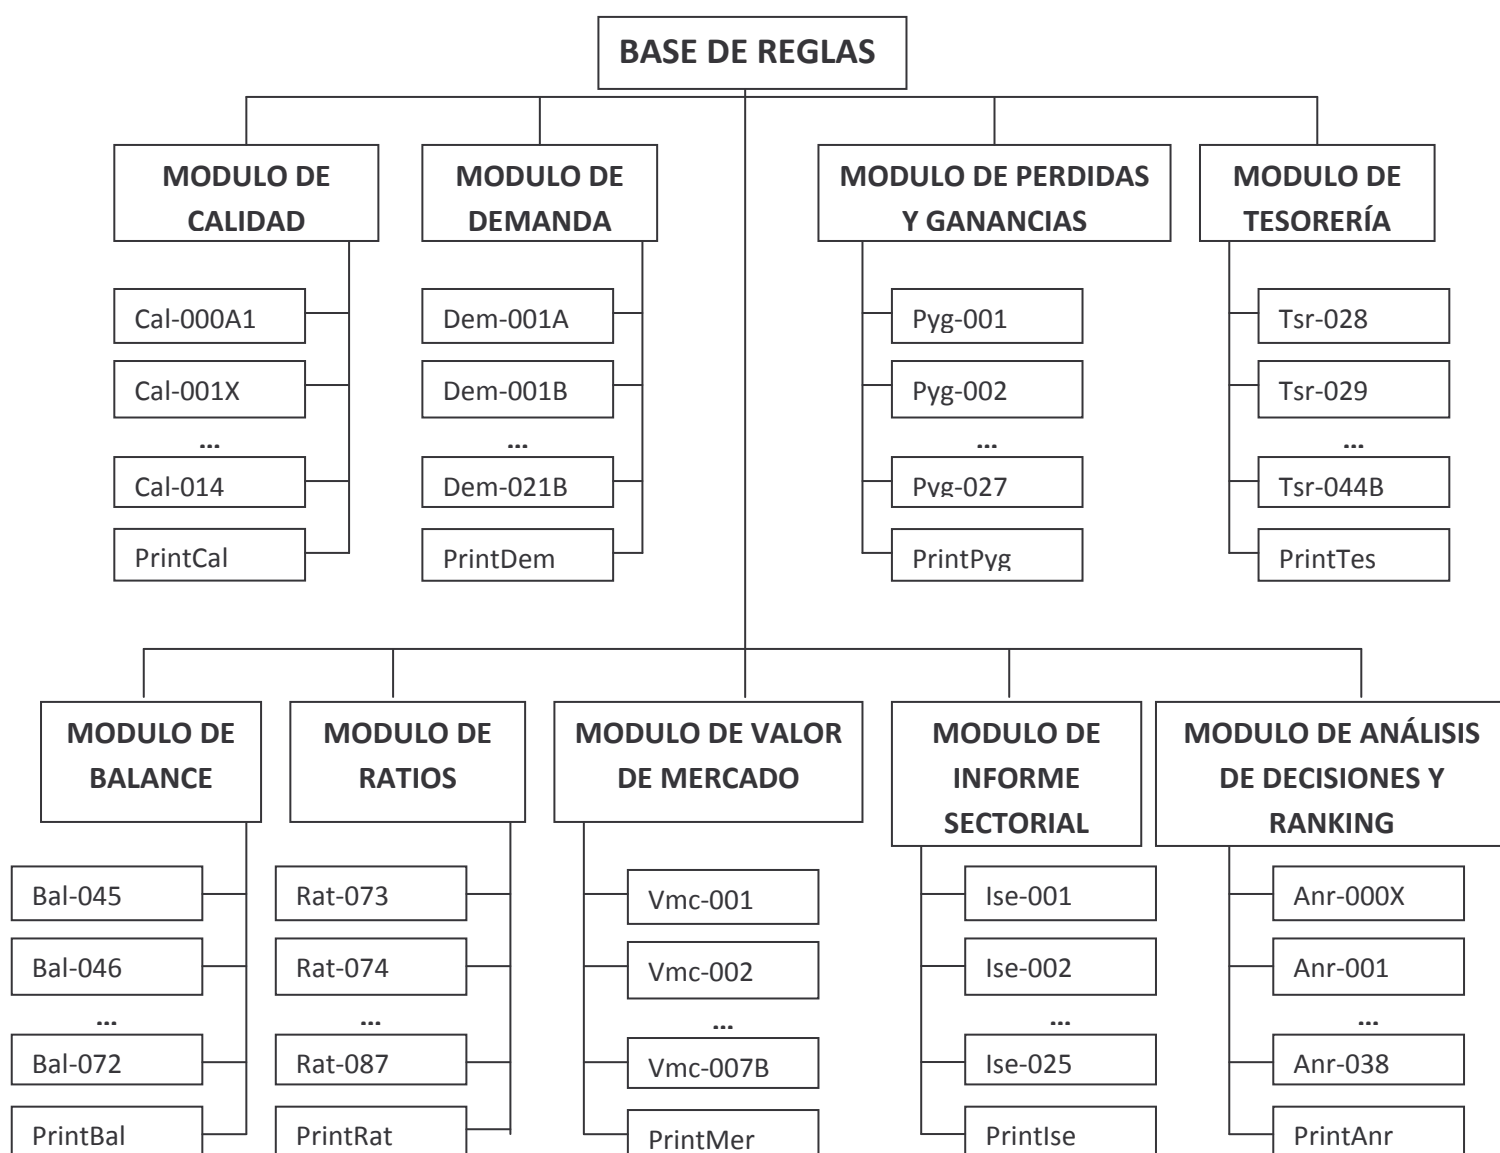 BASE DE REGLAS
MODULO DE
CALIDAD
Cal-000A1
Cal-001X
...
Cal-014
PrintCal
MODULO DE
DEMANDA
Dem-001A
Dem-001B
...
Dem-021B
PrintDem
MODULO DE PERDIDAS
Y GANANCIAS
Pyg-001
Pyg-002
...
Pyg-027
PrintPyg
MODULO DE
TESORERÍA
Tsr-028
Tsr-029
...
Tsr-044B
PrintTes
MODULO DE
BALANCE
Bal-045
Bal-046
...
Bal-072
PrintBal
MODULO DE
RATIOS
Rat-073
Rat-074
...
Rat-087
PrintRat
MODULO DE VALOR
DE MERCADO
Vmc-001
Vmc-002
...
Vmc-007B
PrintMer
MODULO DE
INFORME
SECTORIAL
Ise-001
Ise-002
...
Ise-025
PrintIse
MODULO DE ANÁLISIS
DE DECISIONES Y
RANKING
Anr-000X
Anr-001
...
Anr-038
PrintAnr